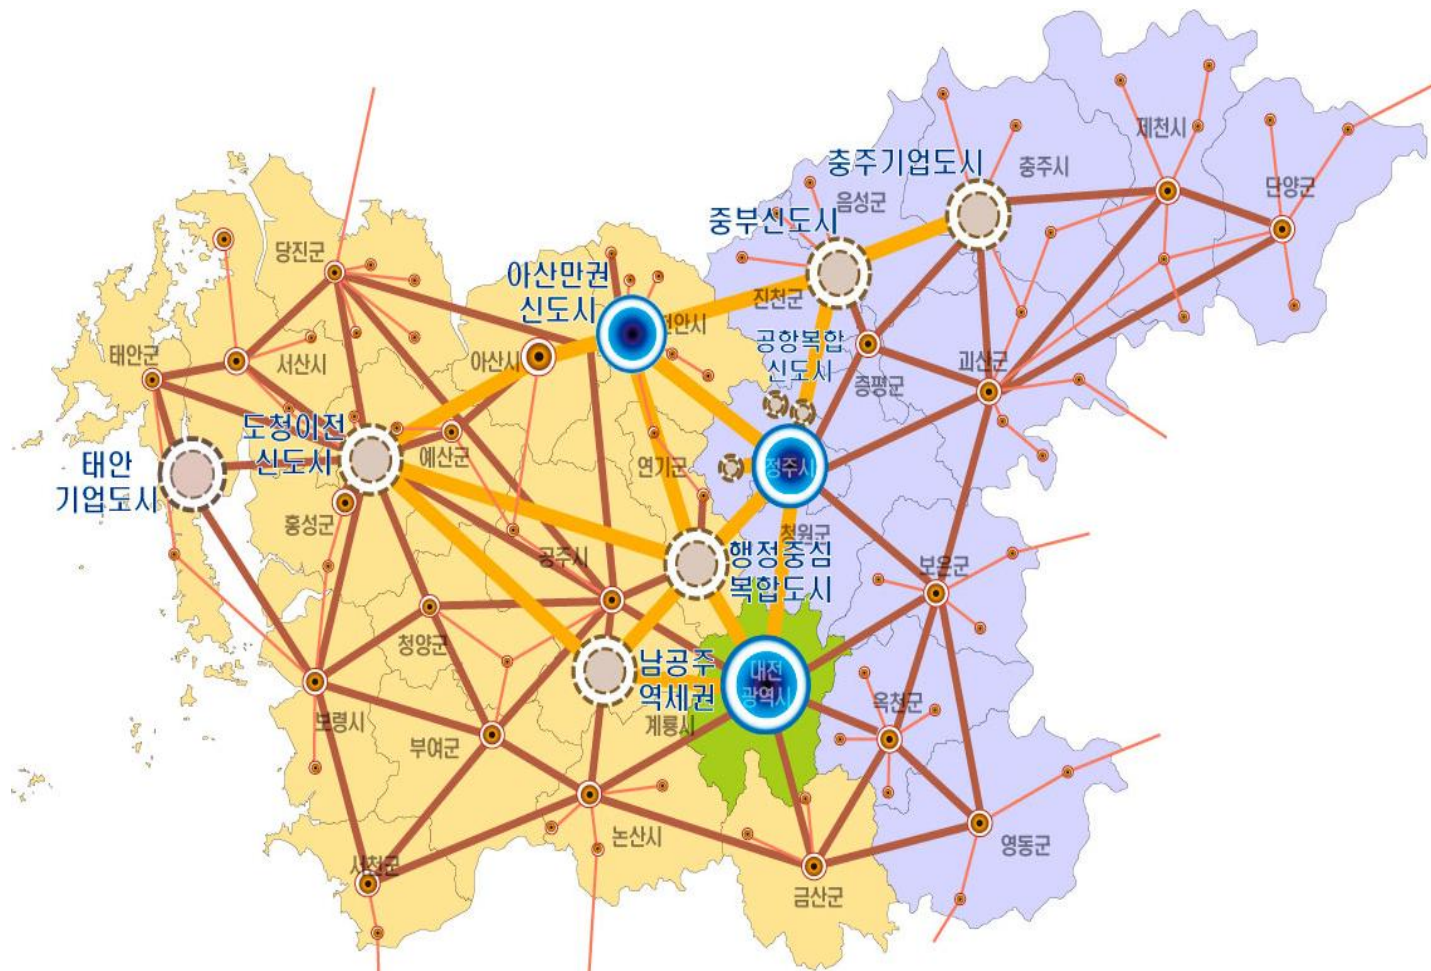 제천시
충주기업도시
충주시
단양군
음성군
중부신도시
당진군
아산만권
신도시
진천군
천안시
공항복합
신도시
태안군
서산시
아산시
증평군
괴산군
도청이전
신도시
예산군
태안
기업도시
연기군
청주시
홍성군
공주시
청원군
행정중심
복합도시
보은군
청양군
남공주
역세권
대전
광역시
보령시
부여군
계룡시
옥천군
논산시
영동군
서천군
금산군